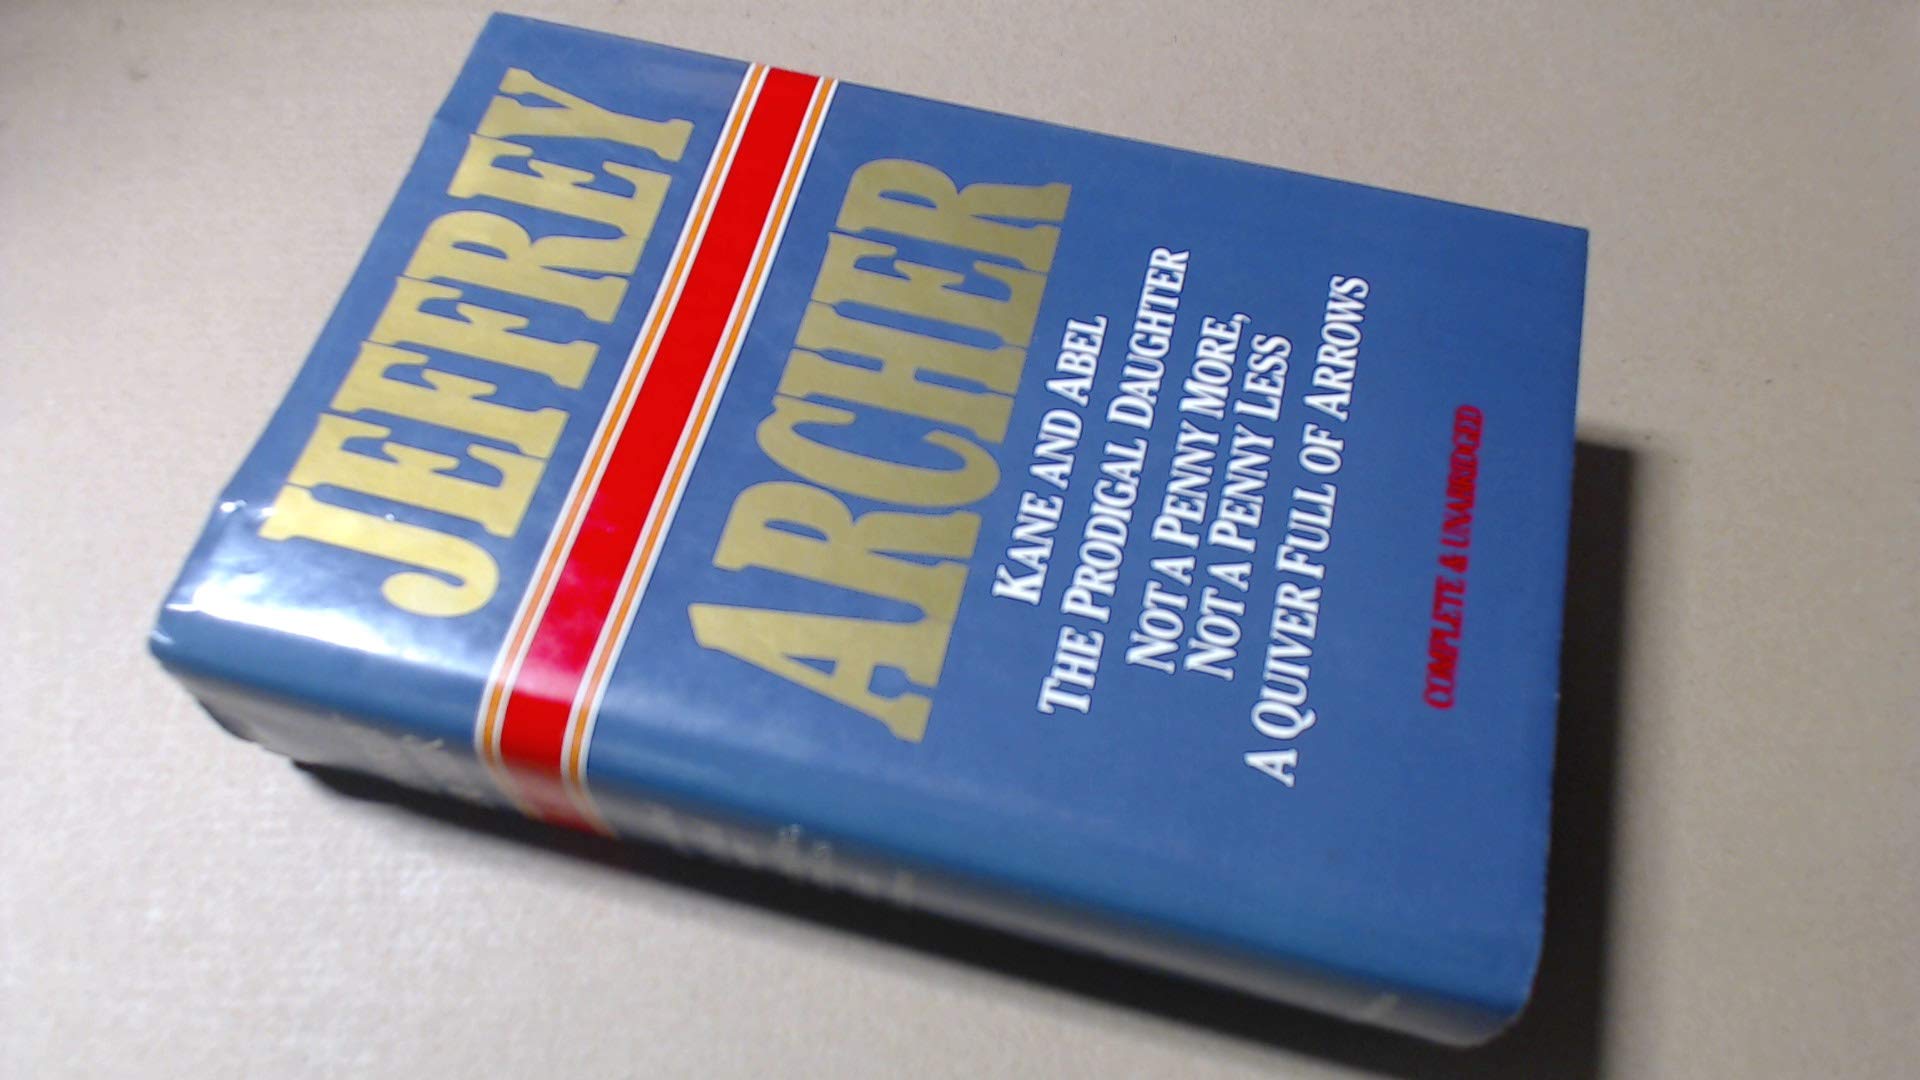 JEFFREY
ARCHER
KANE AND ABEL
THE PRODIGAL DAUGHTER
NOT A PENNY MORE,
NOT A PENNY LESS
A QUIVER FULL OF ARROWS
COMPLETE & UNABRIDGED